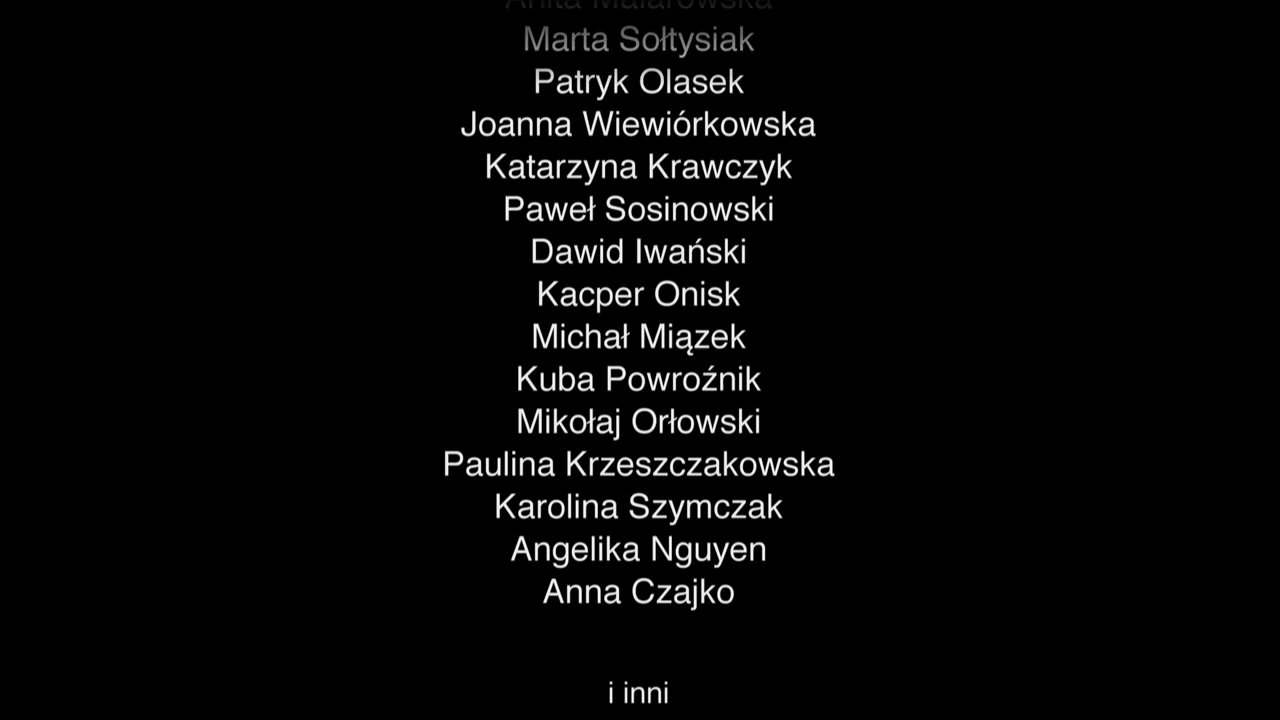 Marta Sołtysiak
Patryk Olasek
Joanna Wiewiórkowska
Katarzyna Krawczyk
Paweł Sosinowski
Dawid Iwański
Kacper Onisk
Michał Miązek
Kuba Powroźnik
Mikołaj Orłowski
Paulina Krzeszczakowska
Karolina Szymczak
Angelika Nguyen
Anna Czajko
i inni